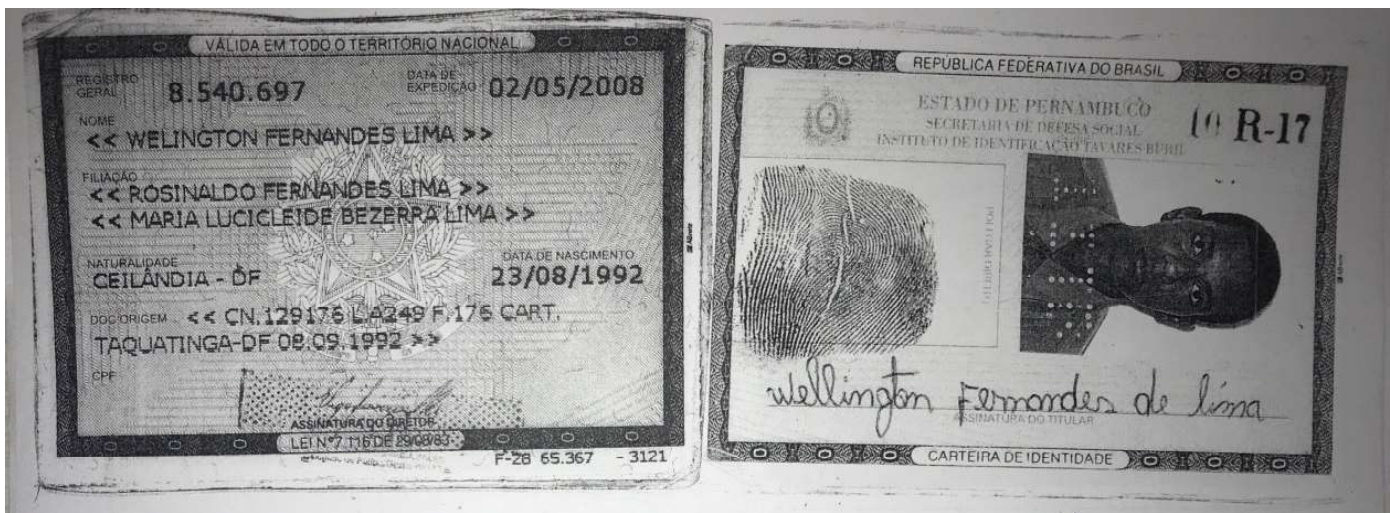 VÁLIDA EM TODO O TERRITÓRIO NACIONAL
REGISTRO GERAL 8.540.697 DATA DE EXPEDIÇÃO 02/05/2008
NOME
<< WELINGTON FERNANDES LIMA >>
FILIAÇÃO
<< ROSINALDO FERNANDES LIMA >>
<< MARIA LUCICLEIDE BEZERRA LIMA >>
NATURALIDADE DATA DE NASCIMENTO
CEILÂNDIA - DF 23/08/1992
DOC ORIGEM << CN.129176 L.A249 F.176 CART.
TAQUATINGA-DF 08.09.1992 >>
CPF
ASSINATURA DO DIRETOR
LEI Nº 7.116 DE 29/08/83
F-28 65.367 - 3121
REPÚBLICA FEDERATIVA DO BRASIL
ESTADO DE PERNAMBUCO
SECRETARIA DE DEFESA SOCIAL
INSTITUTO DE IDENTIFICAÇÃO TAVARES BURIL
R-17
POLEGAR DIREITO
Wellington Fernandes de lima
ASSINATURA DO TITULAR
CARTEIRA DE IDENTIDADE